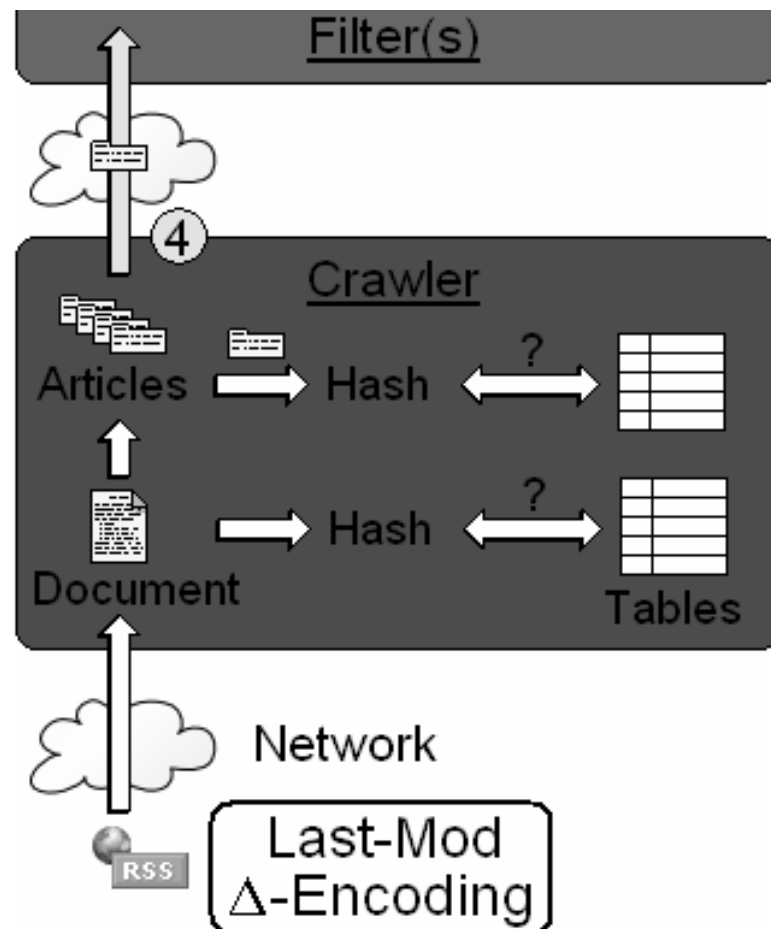 Filter(s)
4
Crawler
Articles
Hash
?
Document
Hash
?
Tables
Network
RSS
Last-Mod
Δ-Encoding